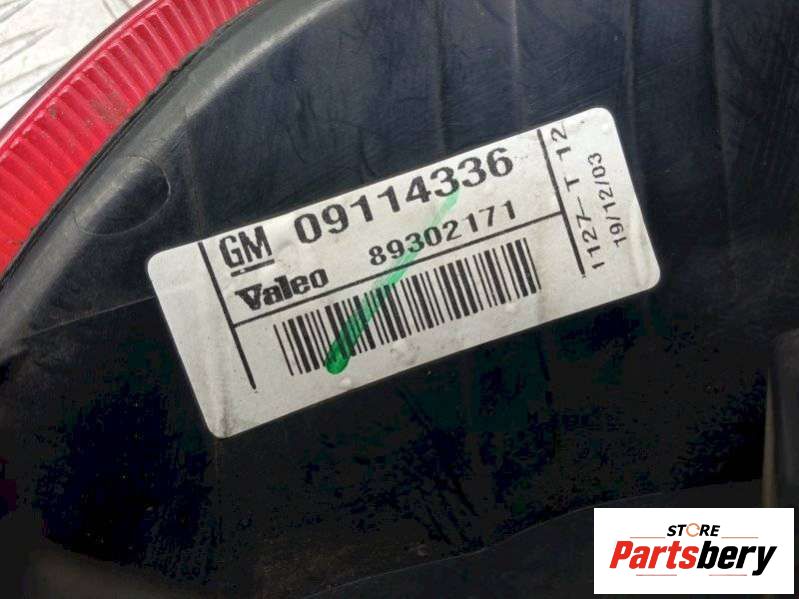 GM 09114336
Valeo 89302171
1127-T 12
19/12/03
STORE
Partsbery